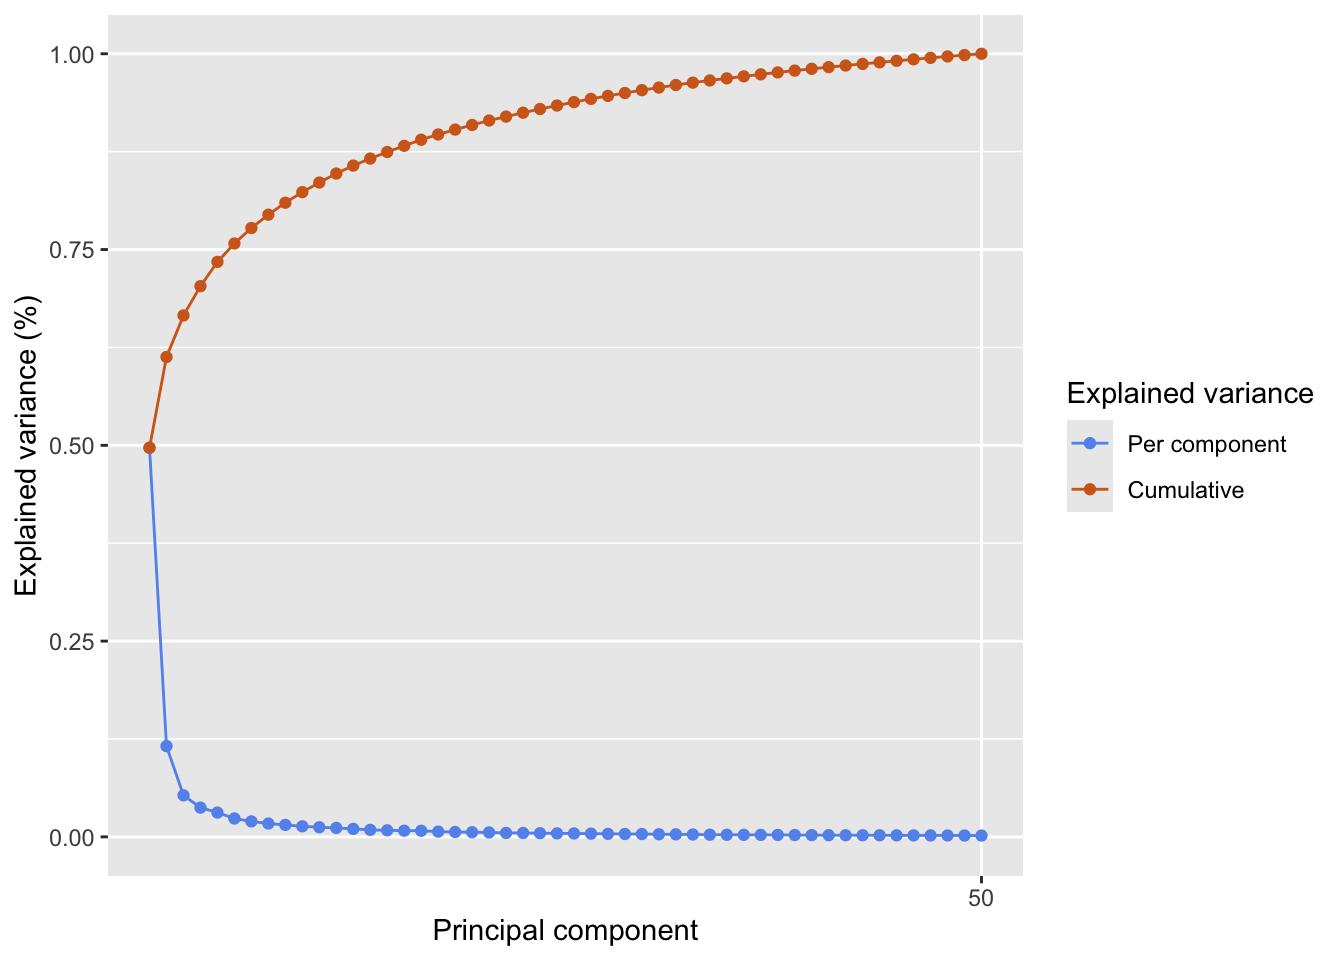 1.00
0.75
0.50
0.25
0.00
Explained variance (%)
50
Principal component
Explained variance
Per component
Cumulative